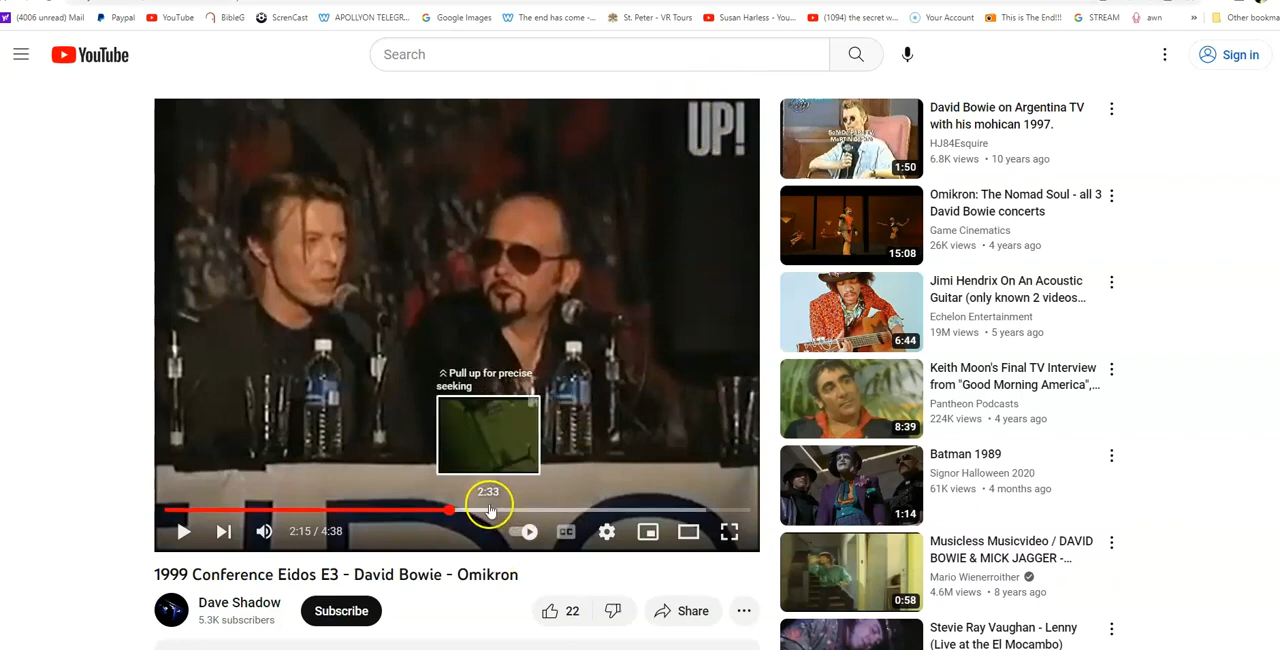 (4006 unread) Mail Paypal YouTube BibleG ScrenCast APOLLYON TELEGR... Google Images The end has come -... St. Peter - VR Tours Susan Harless - You... (1094) the secret w... Your Account This is The End!!! STREAM awn » Other bookma
YouTube
Search
Sign in
UP!
Pull up for precise
seeking
2:33
2:15 / 4:38
CC
1999 Conference Eidos E3 - David Bowie - Omikron
Dave Shadow
5.3K subscribers
Subscribe
22
Share
David Bowie on Argentina TV
with his mohican 1997.
HJ84Esquire
6.8K views • 10 years ago
1:50
Omikron: The Nomad Soul - all 3
David Bowie concerts
Game Cinematics
26K views • 4 years ago
15:08
Jimi Hendrix On An Acoustic
Guitar (only known 2 videos...
Echelon Entertainment
19M views • 5 years ago
6:44
Keith Moon's Final TV Interview
from "Good Morning America",...
Pantheon Podcasts
224K views • 4 years ago
8:39
Batman 1989
Signor Halloween 2020
61K views • 4 months ago
1:14
Musicless Musicvideo / DAVID
BOWIE & MICK JAGGER -...
Mario Wienerroither
4.6M views • 8 years ago
0:58
Stevie Ray Vaughan - Lenny
(Live at the El Mocambo)